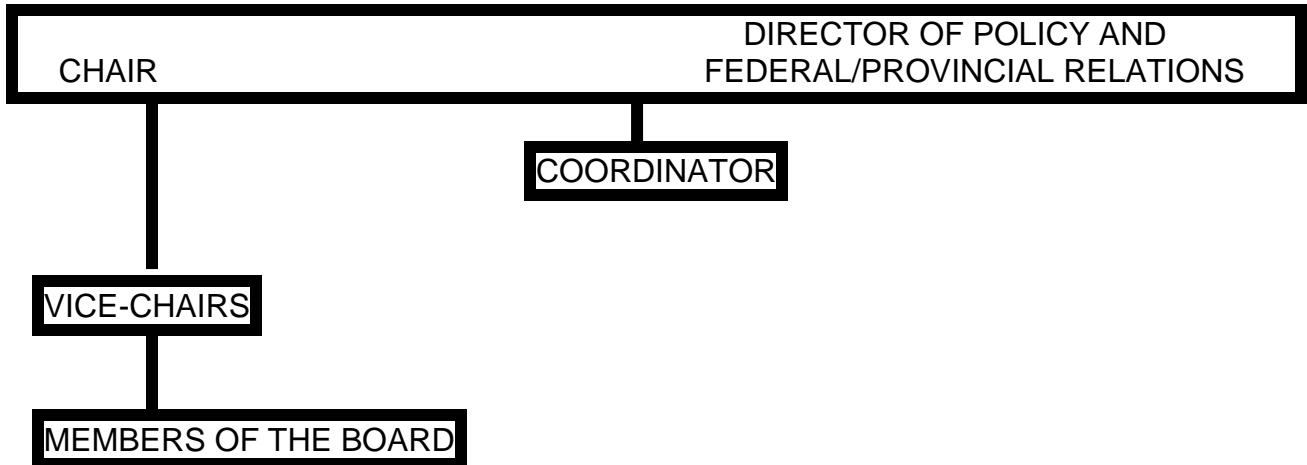 DIRECTOR OF POLICY AND
CHAIR FEDERAL/PROVINCIAL RELATIONS
COORDINATOR
VICE-CHAIRS
MEMBERS OF THE BOARD